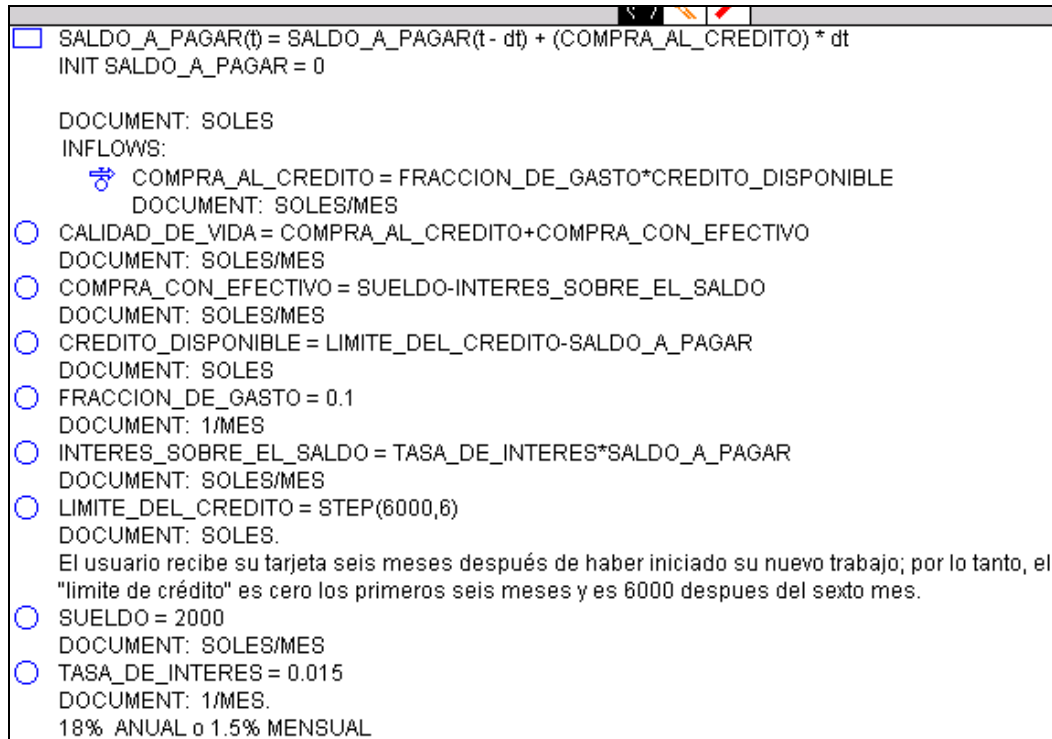 SALDO_A_PAGAR(t) = SALDO_A_PAGAR(t - dt) + (COMPRA_AL_CREDITO) * dt
INIT SALDO_A_PAGAR = 0
DOCUMENT: SOLES
INFLOWS:
COMPRA_AL_CREDITO = FRACCION_DE_GASTO*CREDITO_DISPONIBLE
DOCUMENT: SOLES/MES
CALIDAD_DE_VIDA = COMPRA_AL_CREDITO+COMPRA_CON_EFECTIVO
DOCUMENT: SOLES/MES
COMPRA_CON_EFECTIVO = SUELDO-INTERES_SOBRE_EL_SALDO
DOCUMENT: SOLES/MES
CREDITO_DISPONIBLE = LIMITE_DEL_CREDITO-SALDO_A_PAGAR
DOCUMENT: SOLES
FRACCION_DE_GASTO = 0.1
DOCUMENT: 1/MES
INTERES_SOBRE_EL_SALDO = TASA_DE_INTERES*SALDO_A_PAGAR
DOCUMENT: SOLES/MES
LIMITE_DEL_CREDITO = STEP(6000,6)
DOCUMENT: SOLES.
El usuario recibe su tarjeta seis meses después de haber iniciado su nuevo trabajo; por lo tanto, el
"limite de crédito" es cero los primeros seis meses y es 6000 despues del sexto mes.
SUELDO = 2000
DOCUMENT: SOLES/MES
TASA_DE_INTERES = 0.015
DOCUMENT: 1/MES.
18% ANUAL o 1.5% MENSUAL